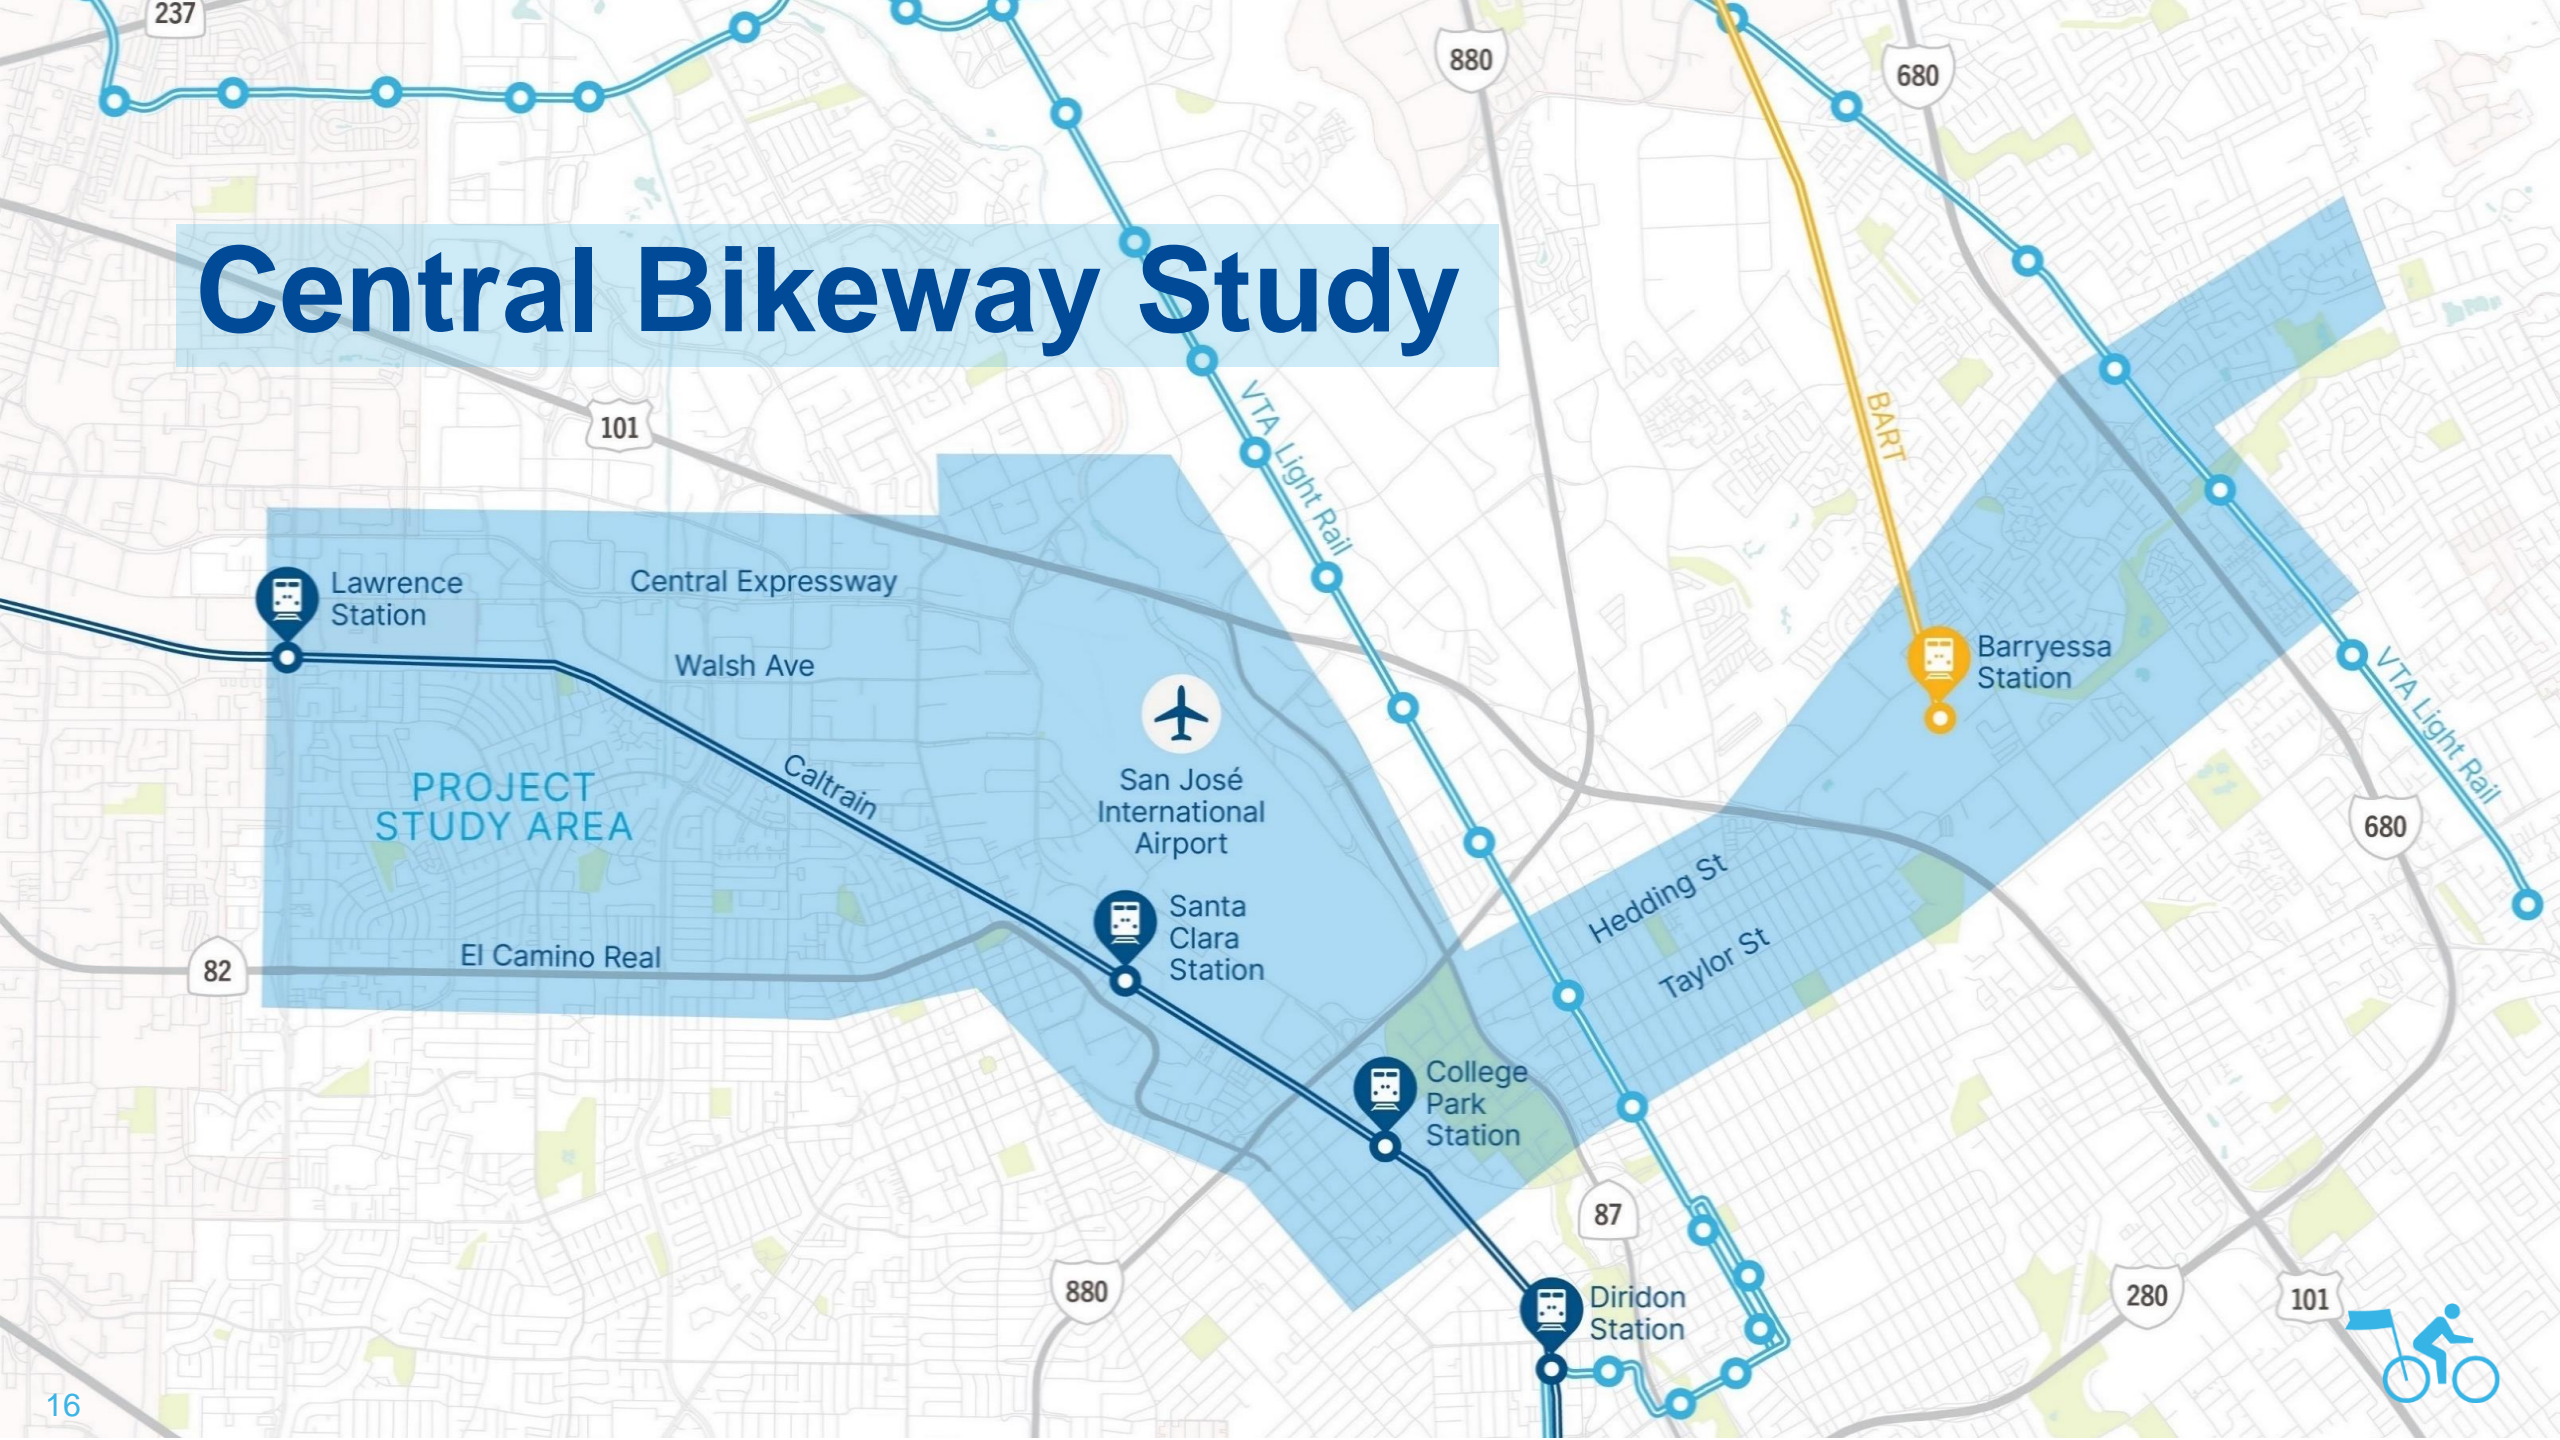 237
880
680
Central Bikeway Study
101
VTA Light Rail
BART
Lawrence
Station
Central Expressway
Walsh Ave
Barryessa
Station
VTA Light Rail
San José
International
Airport
Caltrain
PROJECT
STUDY AREA
680
Hedding St
Taylor St
Santa
Clara
Station
El Camino Real
82
College
Park
Station
87
880
Diridon
Station
280
101
16